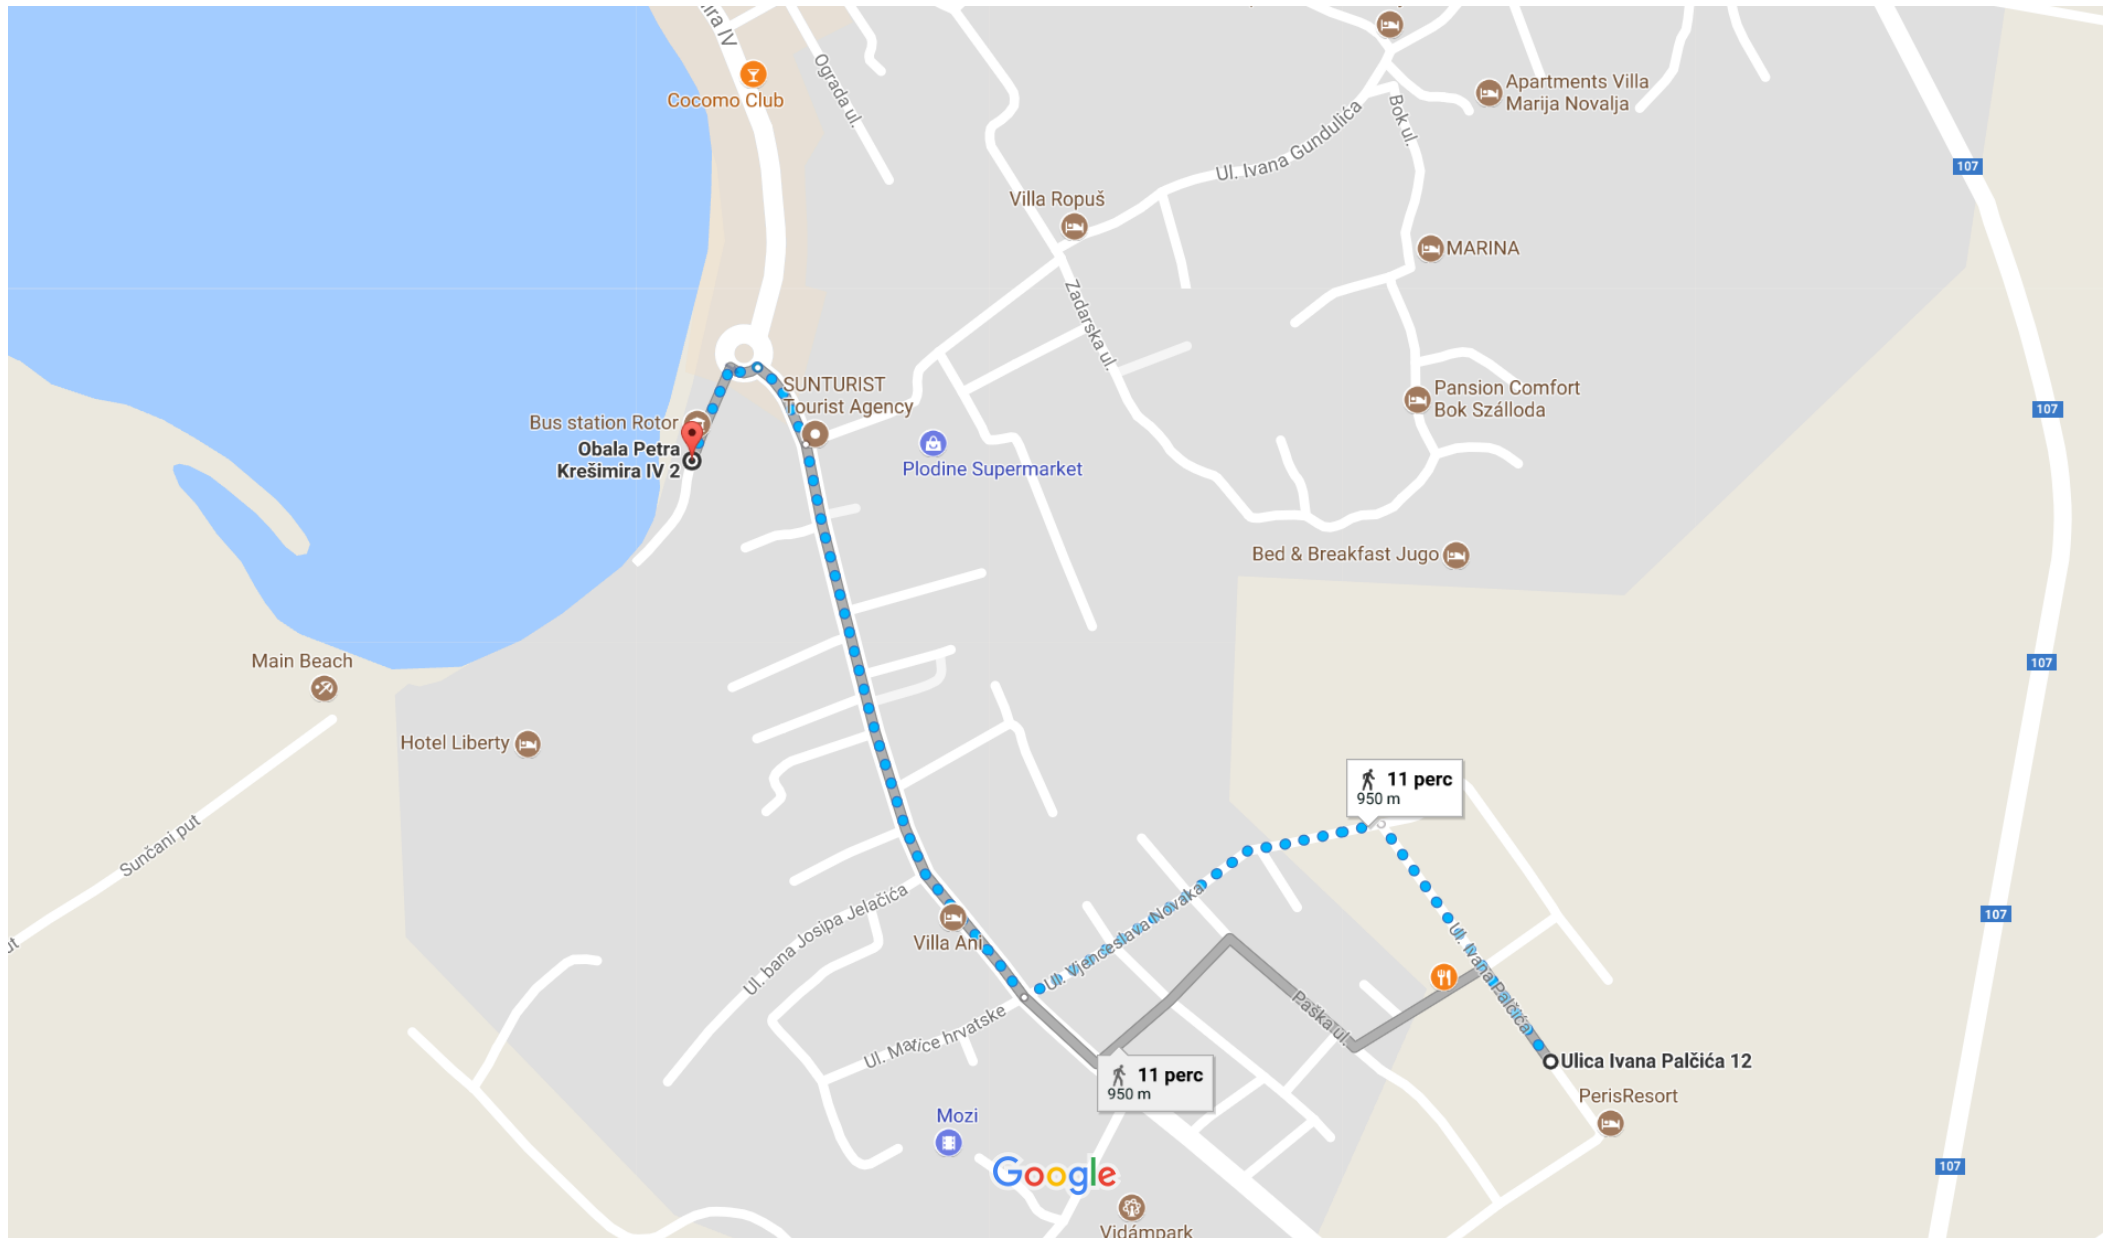 ira IV
Cocomo Club
Ograda ul.
Apartments Villa
Marija Novalja
Bok ul.
Ul. Ivana Gundulića
107
Villa Ropuš
MARINA
Zadarska ul.
SUNTURIST
Tourist Agency
Pansion Comfort
Bok Szálloda
107
Bus station Rotor
Obala Petra
Krešimira IV 2
Plodine Supermarket
Bed & Breakfast Jugo
Main Beach
107
Hotel Liberty
11 perc
950 m
Sunčani put
Ul. bana Josipa Jelačića
Villa Ani
Ul. Vjenceslava Novaka
Ul. Ivana Palčića
107
ut
Ul. Matice hrvatske
Paška ul.
11 perc
950 m
Ulica Ivana Palčića 12
PerisResort
Mozi
Google
107
Vidámpark